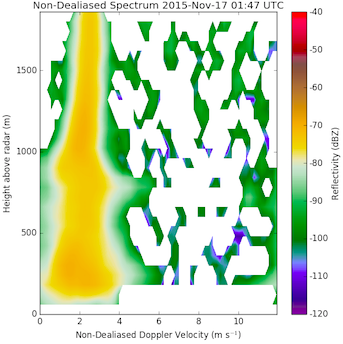 Non-Dealiased Spectrum 2015-Nov-17 01:47 UTC
Height above radar (m)
1500
1000
500
0
0 2 4 6 8 10
Non-Dealiased Doppler Velocity (m s⁻¹)
-40
-50
-60
-70
-80
-90
-100
-110
-120
Reflectivity (dBZ)